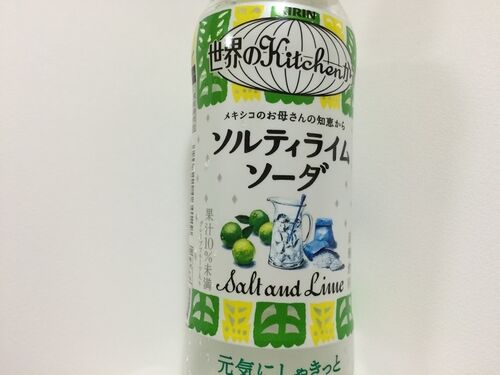 KIRIN
世界のKitchenか
メキシコのお母さんの知恵から
ソルティライム
ソーダ
果汁10%未満
Salt and Lime
元気にしゃきっと